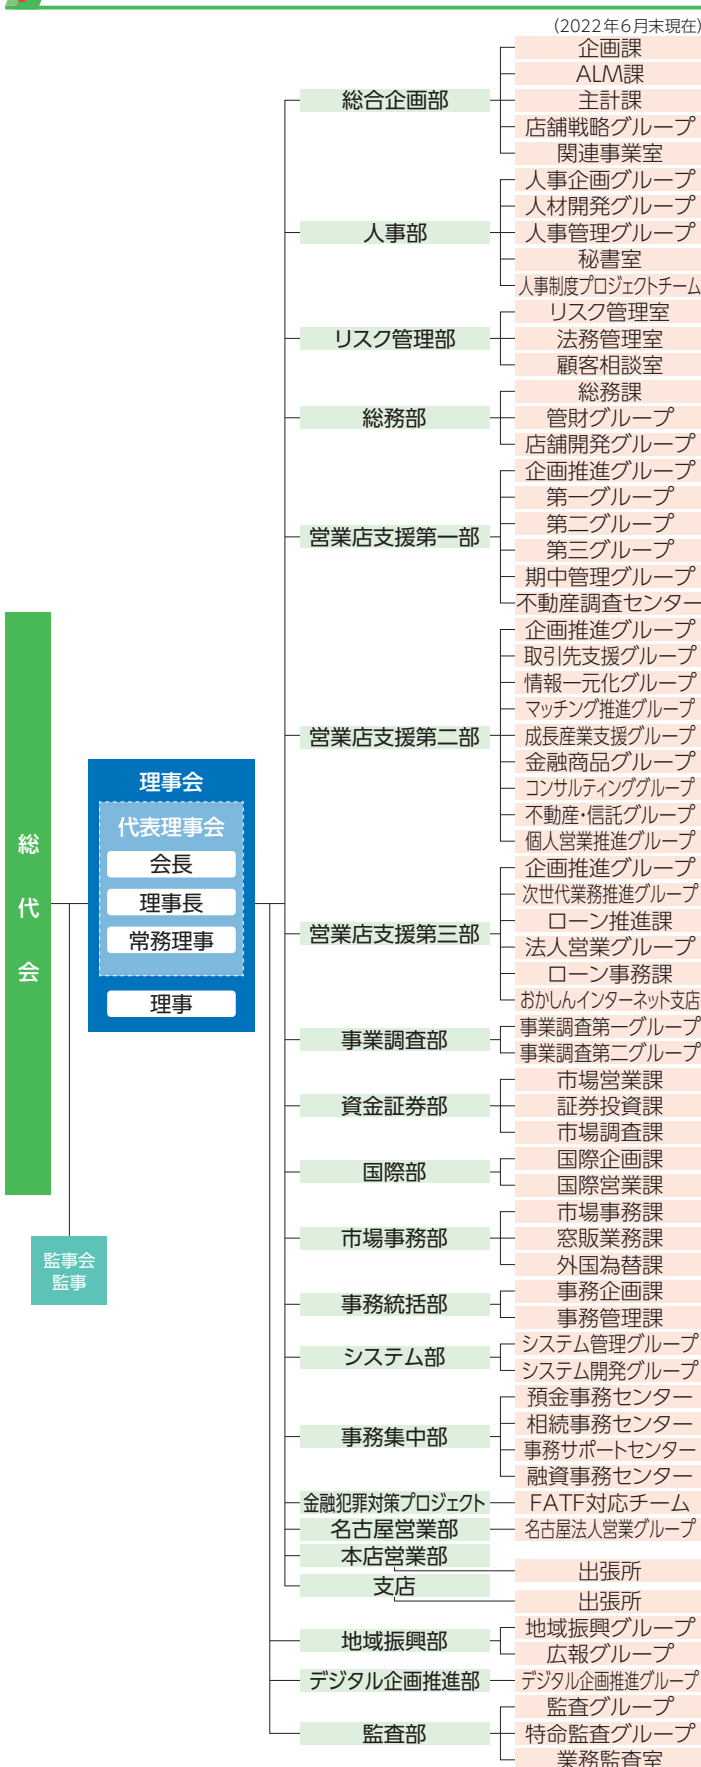 (2022年6月末現在)
総代会
監事会
監事
理事会
代表理事会
会長
理事長
常務理事
理事
総合企画部
企画課
ALM課
主計課
店舗戦略グループ
関連事業室
人事部
人事企画グループ
人材開発グループ
人事管理グループ
秘書室
人事制度プロジェクトチーム
リスク管理部
リスク管理室
法務管理室
顧客相談室
総務部
総務課
管財グループ
店舗開発グループ
営業店支援第一部
企画推進グループ
第一グループ
第二グループ
第三グループ
期中管理グループ
不動産調査センター
営業店支援第二部
企画推進グループ
取引先支援グループ
情報一元化グループ
マッチング推進グループ
成長産業支援グループ
金融商品グループ
コンサルティンググループ
不動産・信託グループ
個人営業推進グループ
営業店支援第三部
企画推進グループ
次世代業務推進グループ
ローン推進課
法人営業グループ
ローン事務課
おかしんインターネット支店
事業調査部
事業調査第一グループ
事業調査第二グループ
資金証券部
市場営業課
証券投資課
市場調査課
国際部
国際企画課
国際営業課
市場事務部
市場事務課
窓販業務課
外国為替課
事務統括部
事務企画課
事務管理課
システム部
システム管理グループ
システム開発グループ
事務集中部
預金事務センター
相続事務センター
事務サポートセンター
融資事務センター
金融犯罪対策プロジェクト
FATF対応チーム
名古屋営業部
名古屋法人営業グループ
本店営業部
出張所
支店
出張所
地域振興部
地域振興グループ
広報グループ
デジタル企画推進部
デジタル企画推進グループ
監査部
監査グループ
特命監査グループ
業務監査室